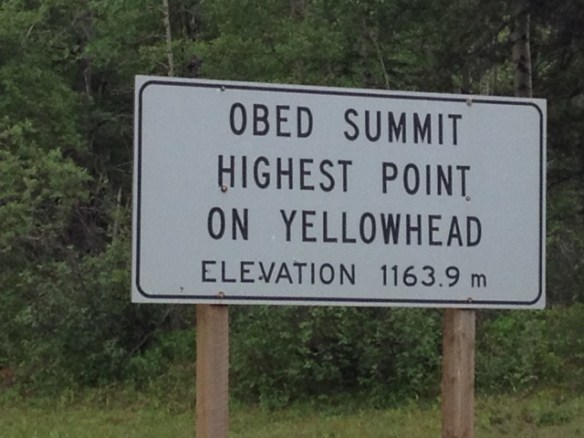 OBED SUMMIT
HIGHEST POINT
ON YELLOWHEAD
ELEVATION 1163.9 m